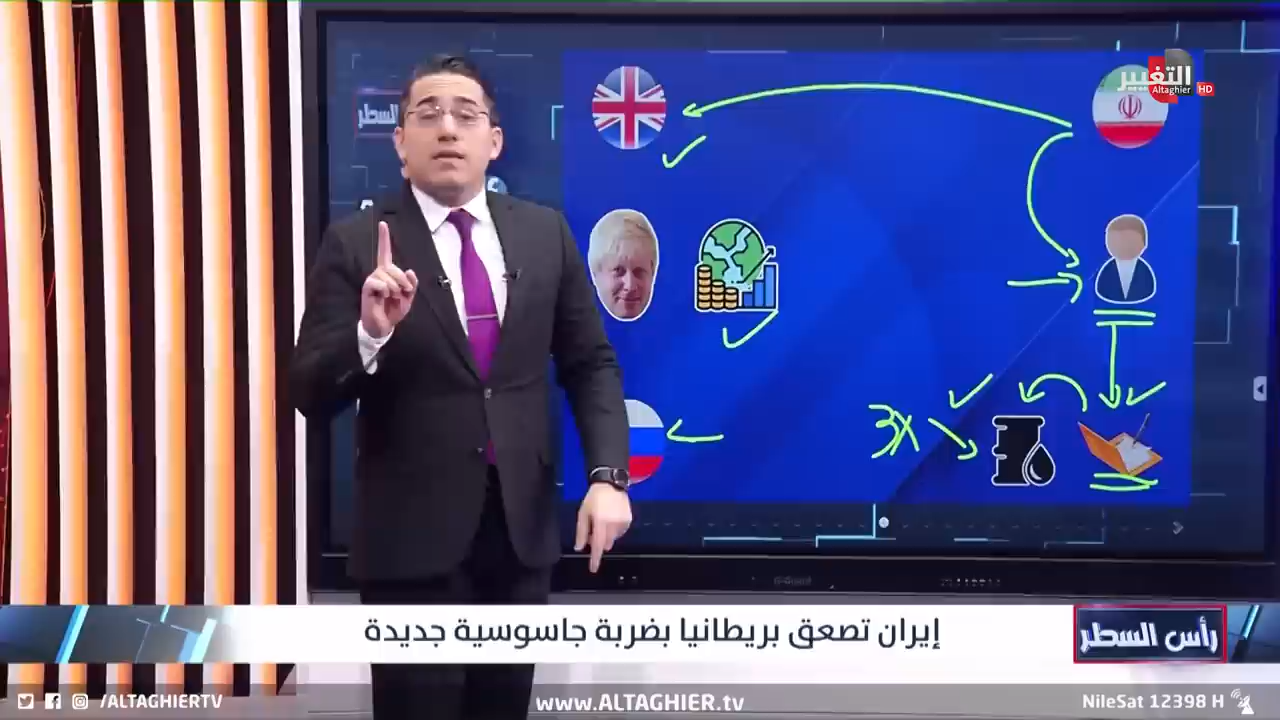 التغيير
Altaghier HD
السطر
3X
إيران تصعق بريطانيا بضربة جاسوسية جديدة
رأس السطر
/ALTAGHIERTV
www.ALTAGHIER.tv
NileSat 12398 H